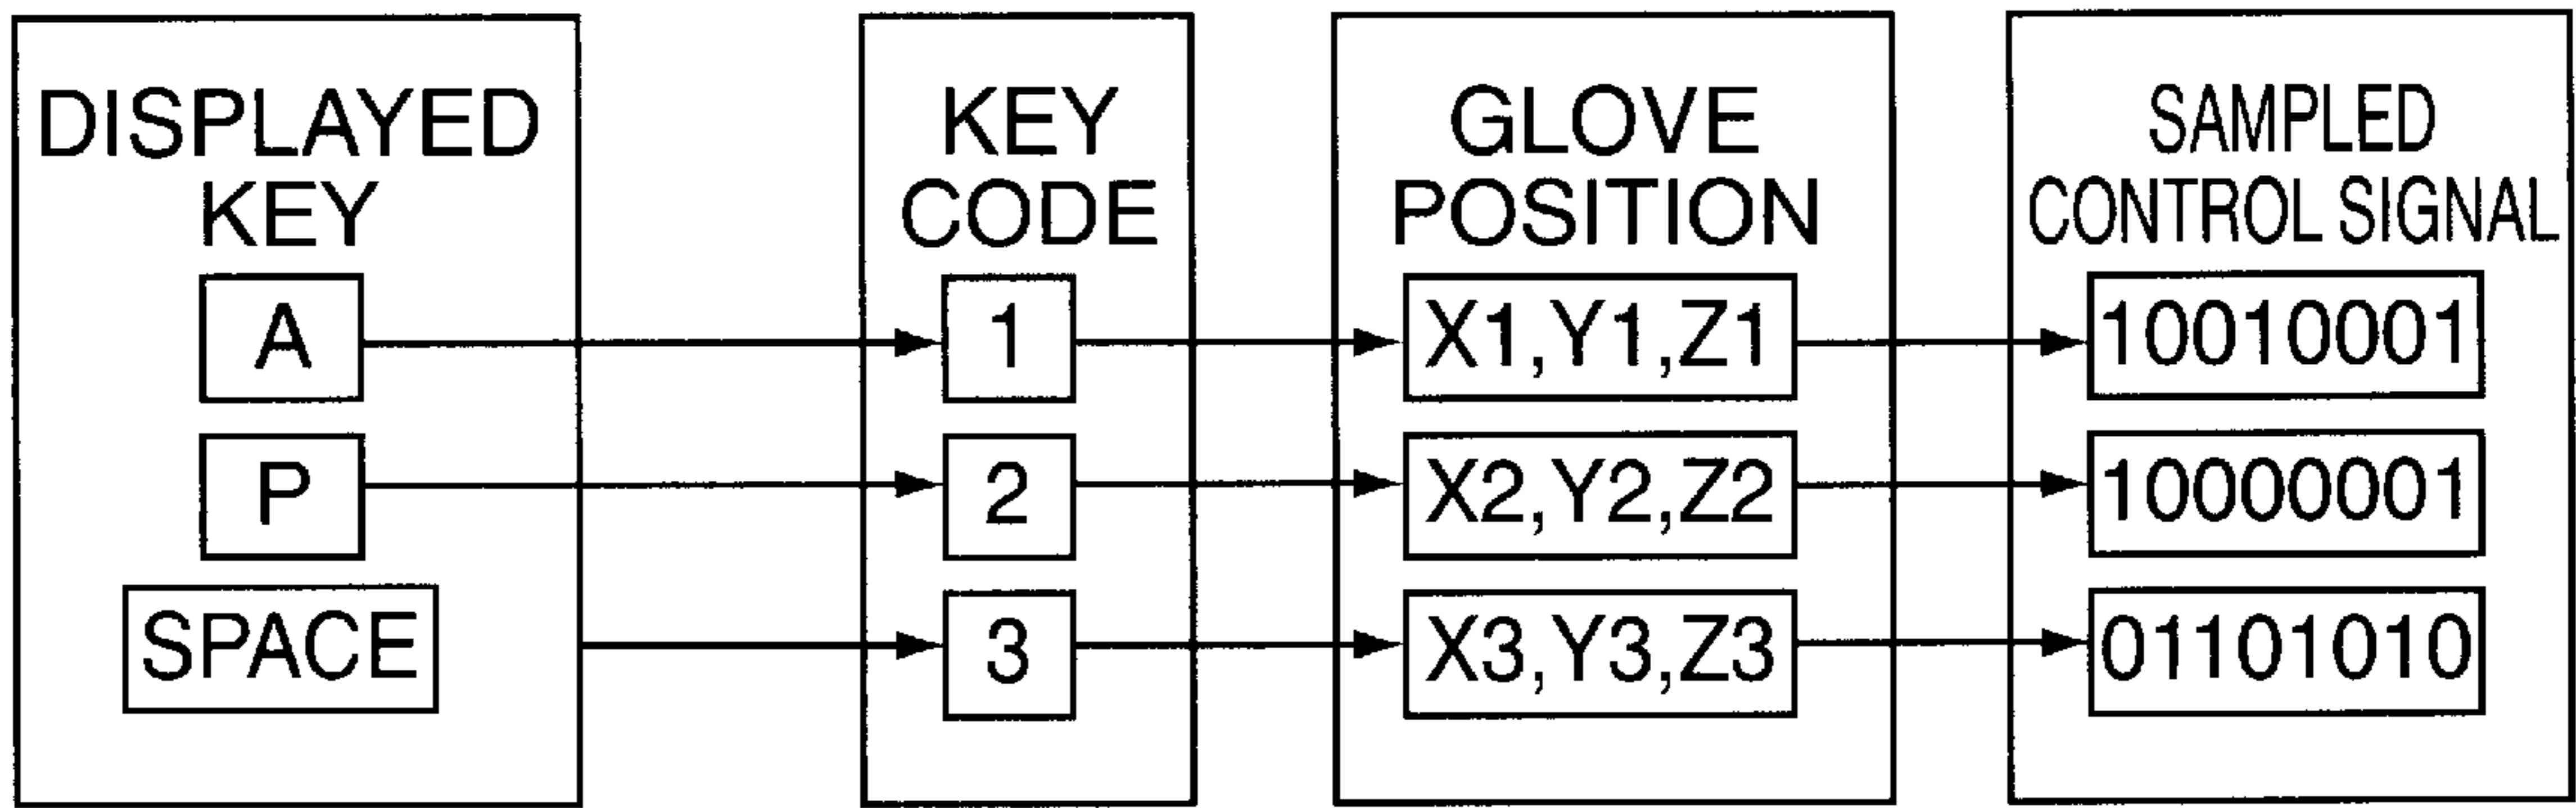 DISPLAYED
KEY
A
P
SPACE
KEY
CODE
1
2
3
GLOVE
POSITION
X1,Y1,Z1
X2,Y2,Z2
X3,Y3,Z3
SAMPLED
CONTROL SIGNAL
10010001
10000001
01101010